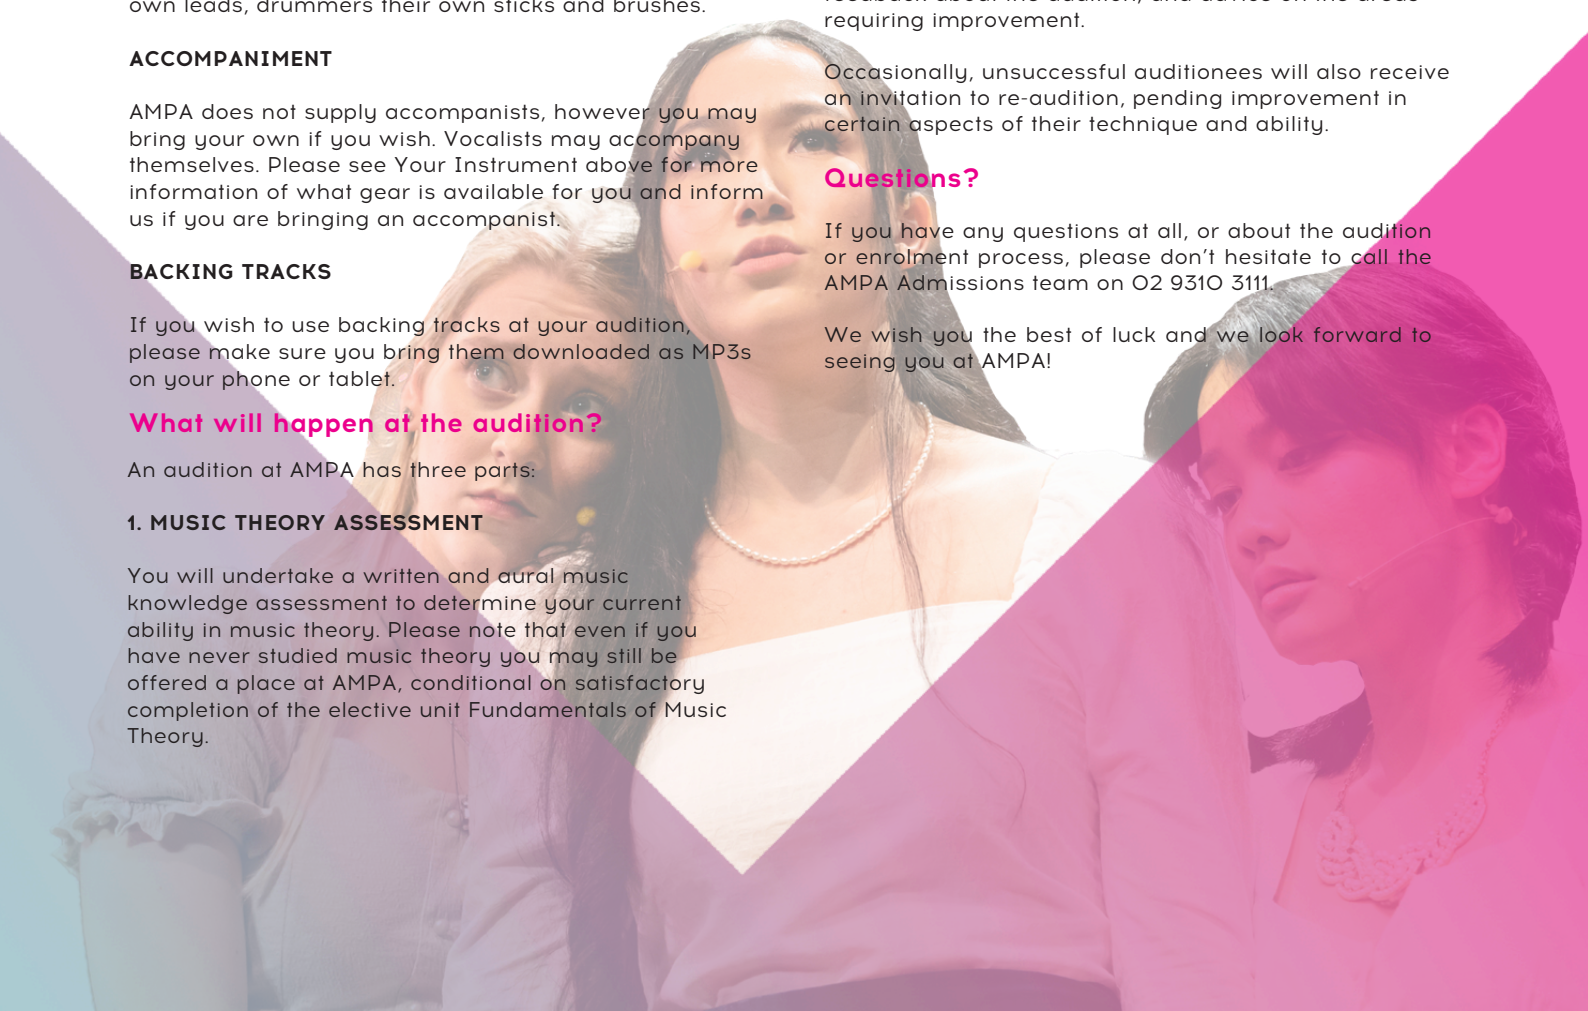 own leads, drummers their own sticks and brushes.
ACCOMPANIMENT
AMPA does not supply accompanists, however you may
bring your own if you wish. Vocalists may accompany
themselves. Please see Your Instrument above for more
information of what gear is available for you and inform
us if you are bringing an accompanist.
BACKING TRACKS
If you wish to use backing tracks at your audition,
please make sure you bring them downloaded as MP3s
on your phone or tablet.
What will happen at the audition?
An audition at AMPA has three parts:
1. MUSIC THEORY ASSESSMENT
You will undertake a written and aural music
knowledge assessment to determine your current
ability in music theory. Please note that even if you
have never studied music theory you may still be
offered a place at AMPA, conditional on satisfactory
completion of the elective unit Fundamentals of Music
Theory.
feedback about the audition, and advice on the areas
requiring improvement.
Occasionally, unsuccessful auditionees will also receive
an invitation to re-audition, pending improvement in
certain aspects of their technique and ability.
Questions?
If you have any questions at all, or about the audition
or enrolment process, please don't hesitate to call the
AMPA Admissions team on 02 9310 3111.
We wish you the best of luck and we look forward to
seeing you at AMPA!